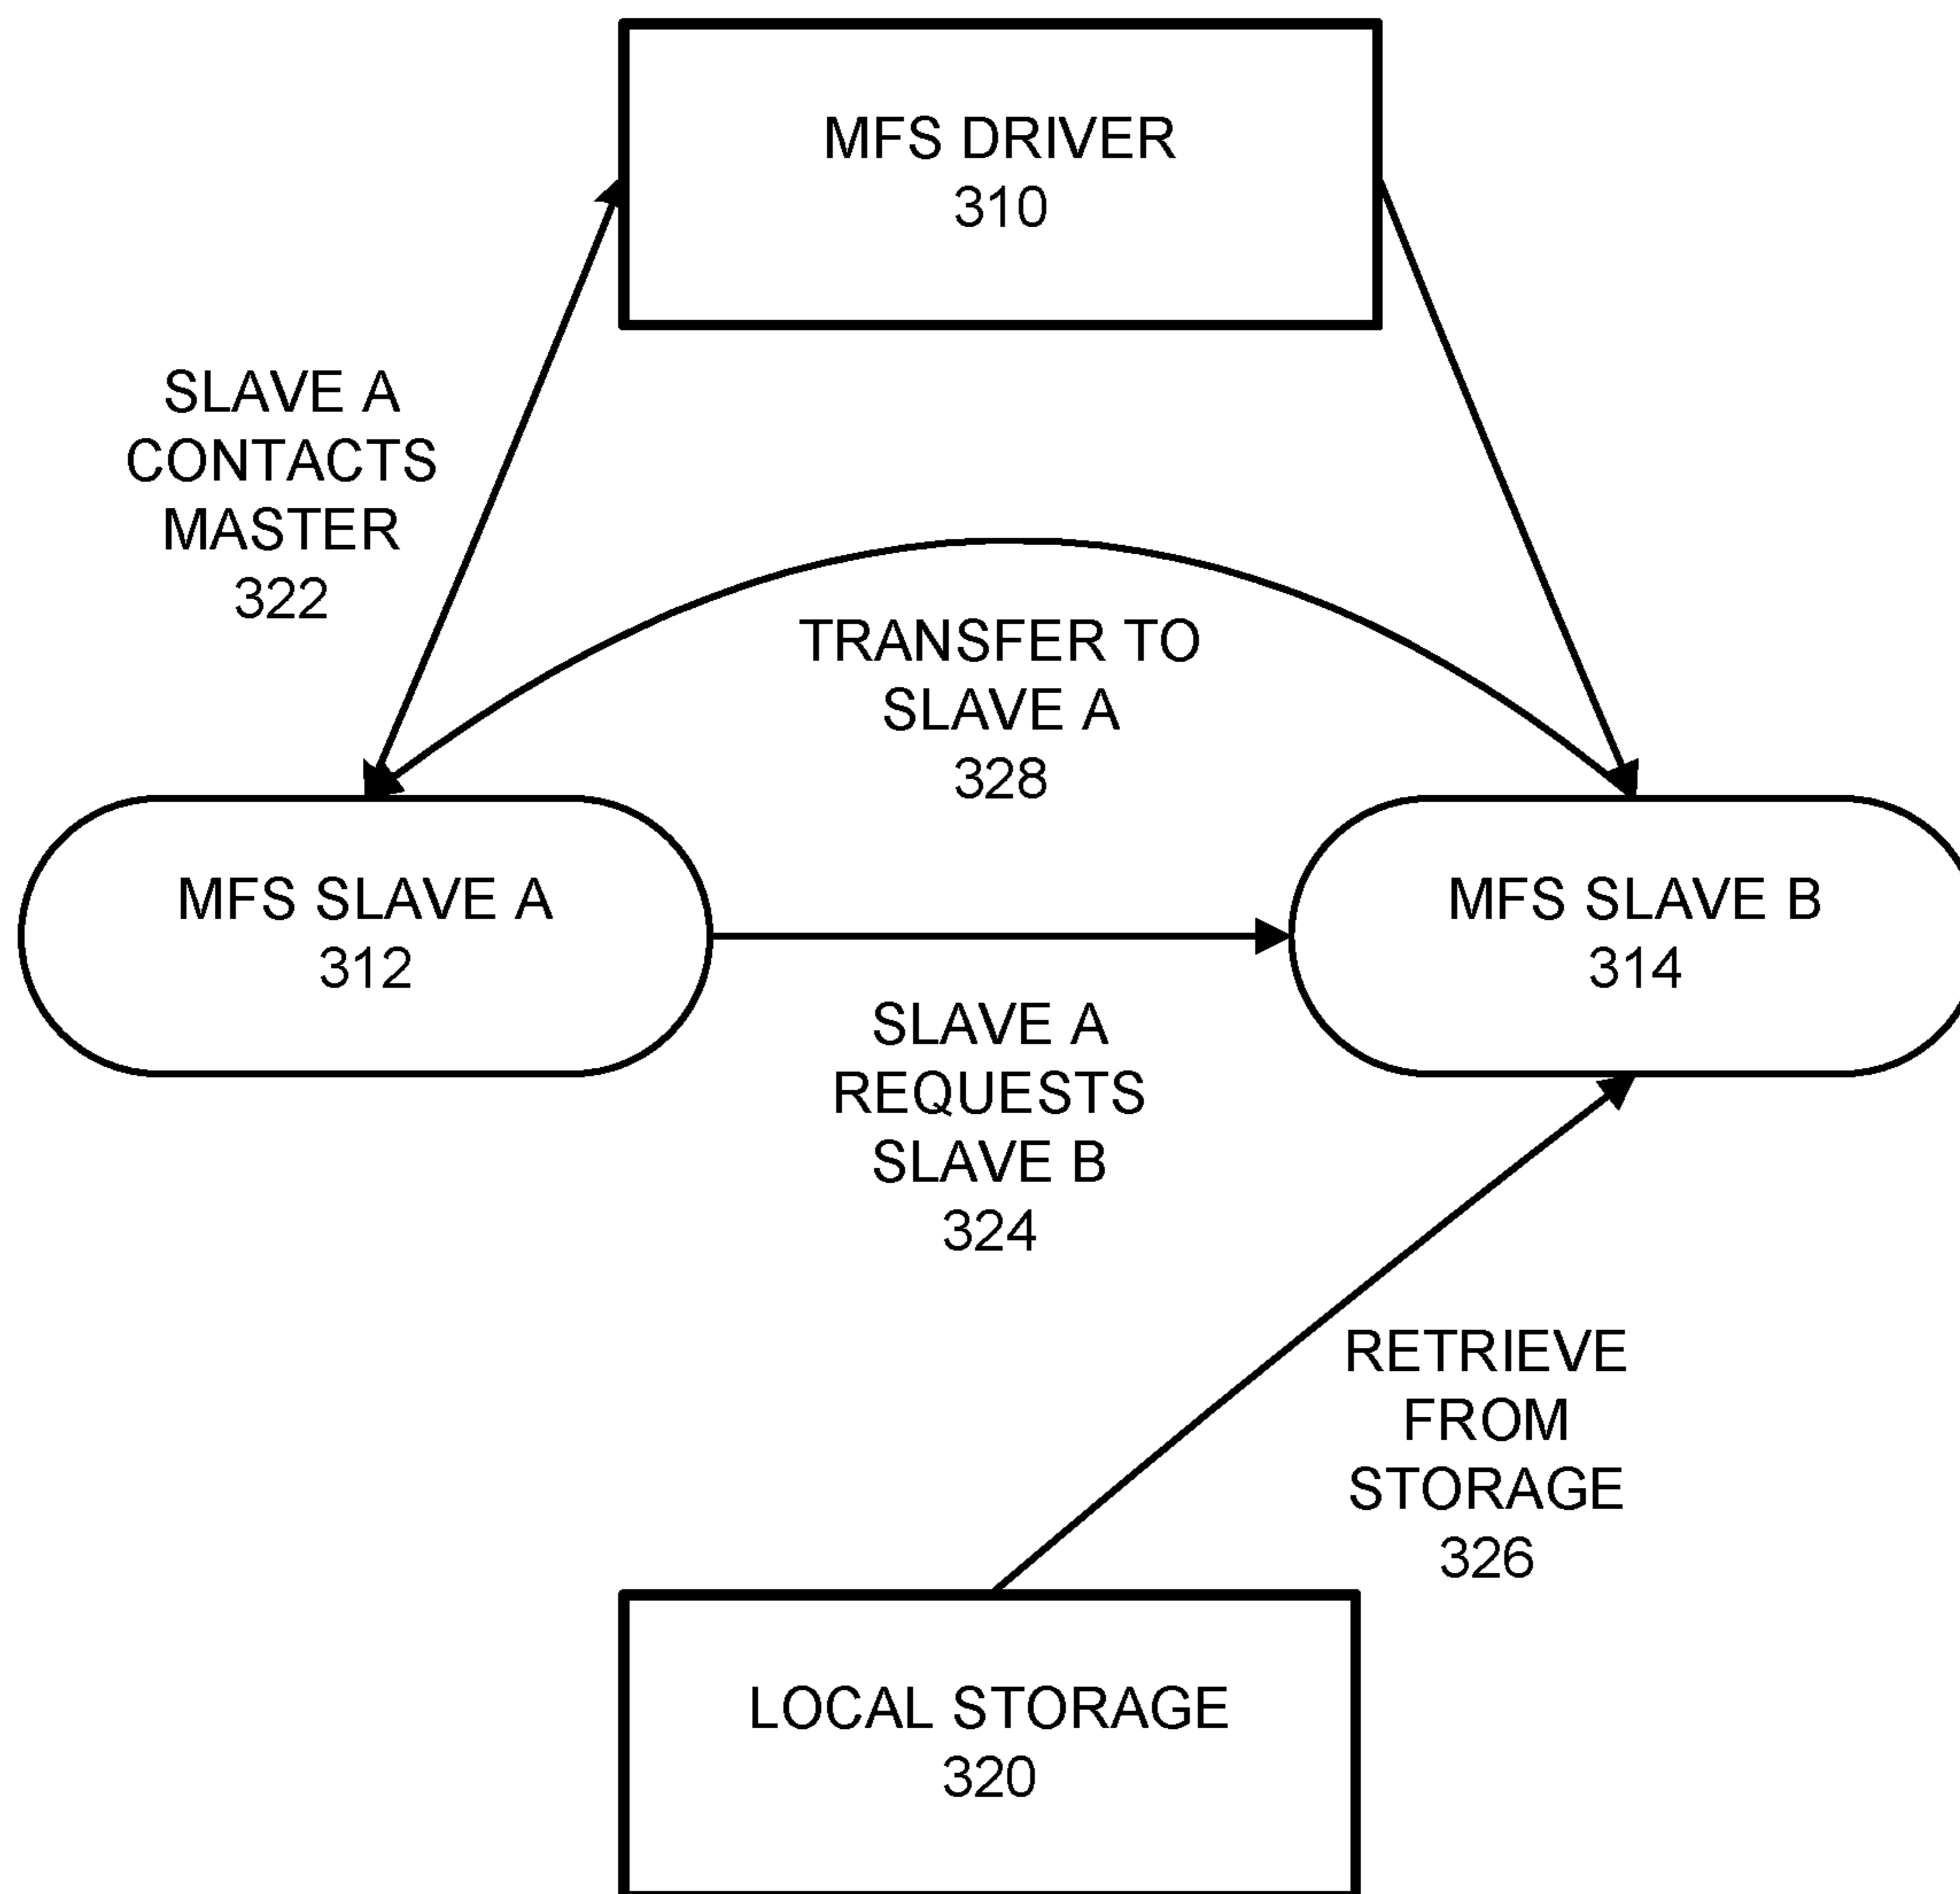 MFS DRIVER
310
SLAVE A
CONTACTS
MASTER
322
TRANSFER TO
SLAVE A
328
MFS SLAVE A
312
MFS SLAVE B
314
SLAVE A
REQUESTS
SLAVE B
324
RETRIEVE
FROM
STORAGE
326
LOCAL STORAGE
320